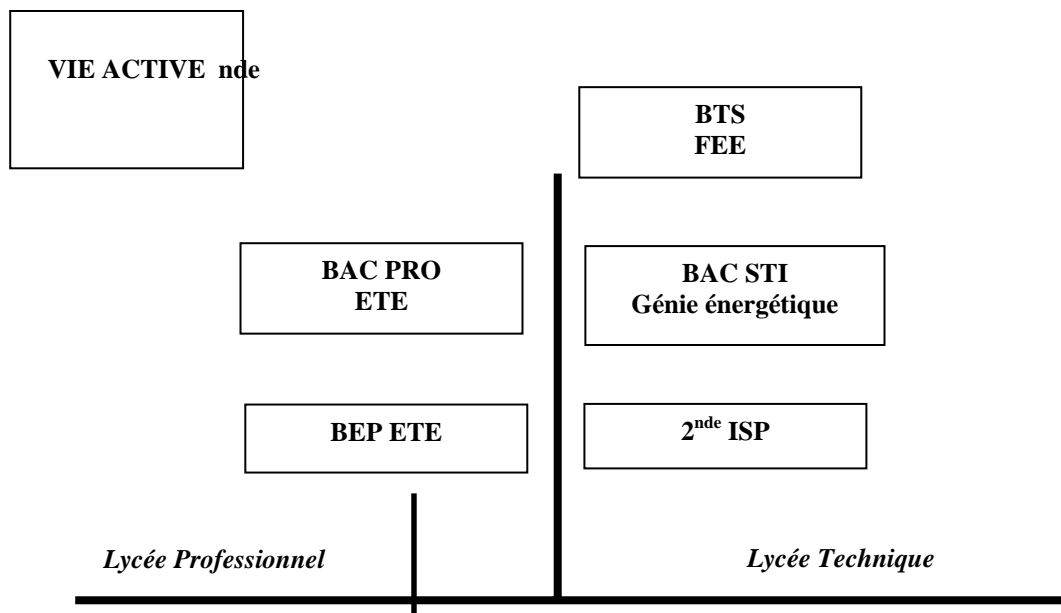 VIE ACTIVE nde
BTS
FEE
BAC PRO
ETE
BAC STI
Génie énergétique
BEP ETE
2nde ISP
Lycée Professionnel
Lycée Technique